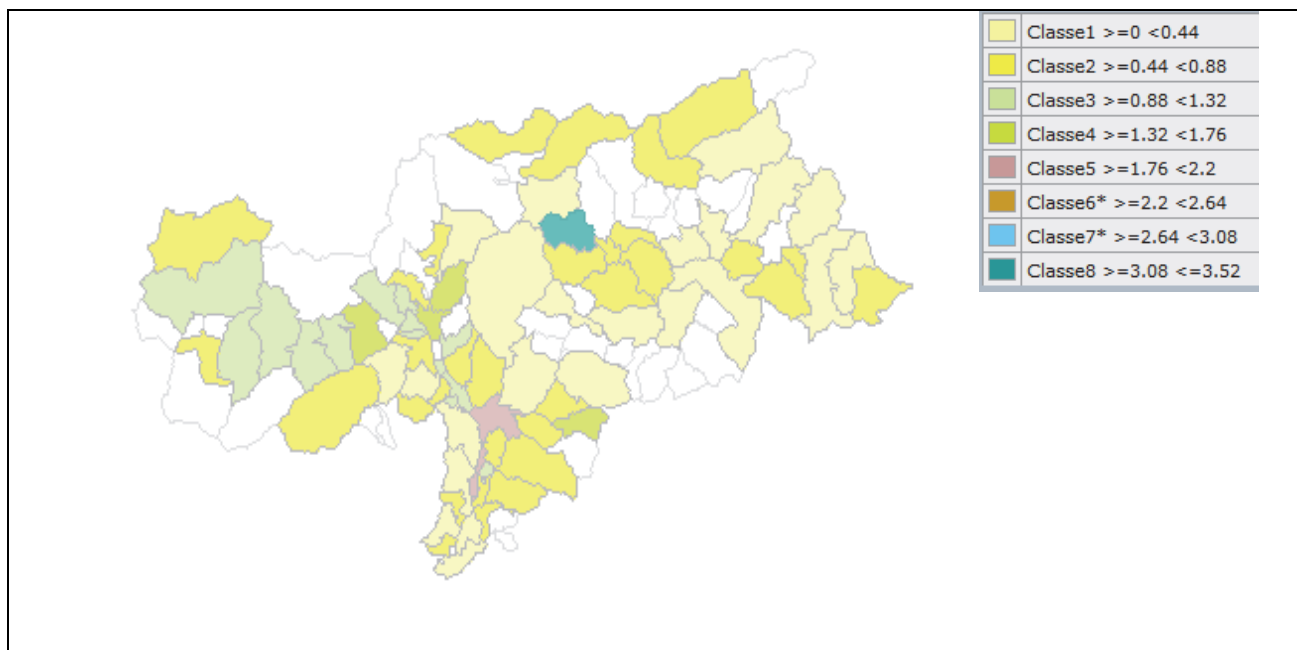 Classe1 >=0 <0.44
Classe2 >=0.44 <0.88
Classe3 >=0.88 <1.32
Classe4 >=1.32 <1.76
Classe5 >=1.76 <2.2
Classe6* >=2.2 <2.64
Classe7* >=2.64 <3.08
Classe8 >=3.08 <=3.52